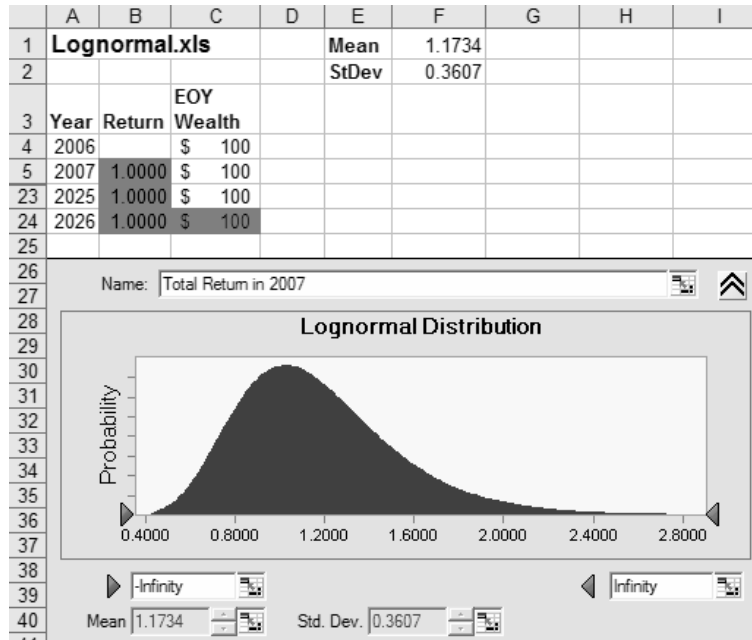 A B C D E F G H I
1 Lognormal.xls Mean 1.1734
2 StDev 0.3607
EOY
3 Year Return Wealth
4 2006 $ 100
5 2007 1.0000 $ 100
23 2025 1.0000 $ 100
24 2026 1.0000 $ 100
25
26
27 Name: Total Return in 2007
28 Lognormal Distribution
29
30
31
32
33
34
35
36
37
Probability
0.4000 0.8000 1.2000 1.6000 2.0000 2.4000 2.8000
38
39 -Infinity Infinity
40 Mean 1.1734 Std. Dev. 0.3607